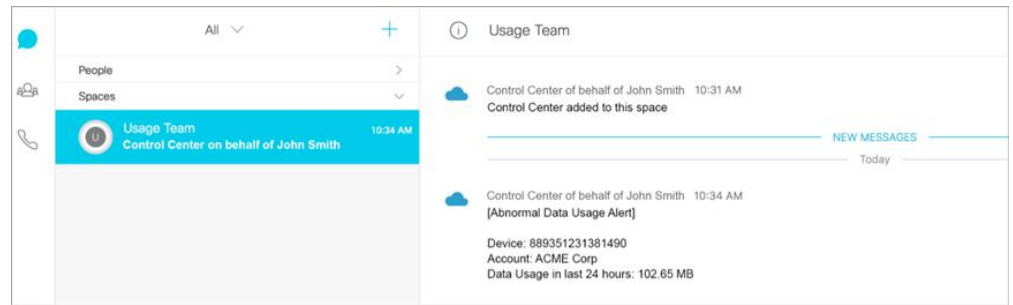 All
People
Spaces
U
Usage Team
10:34 AM
Control Center on behalf of John Smith
Usage Team
Control Center of behalf of John Smith 10:31 AM
Control Center added to this space
NEW MESSAGES
Today
Control Center of behalf of John Smith 10:34 AM
[Abnormal Data Usage Alert]
Device: 889351231381490
Account: ACME Corp
Data Usage in last 24 hours: 102.65 MB